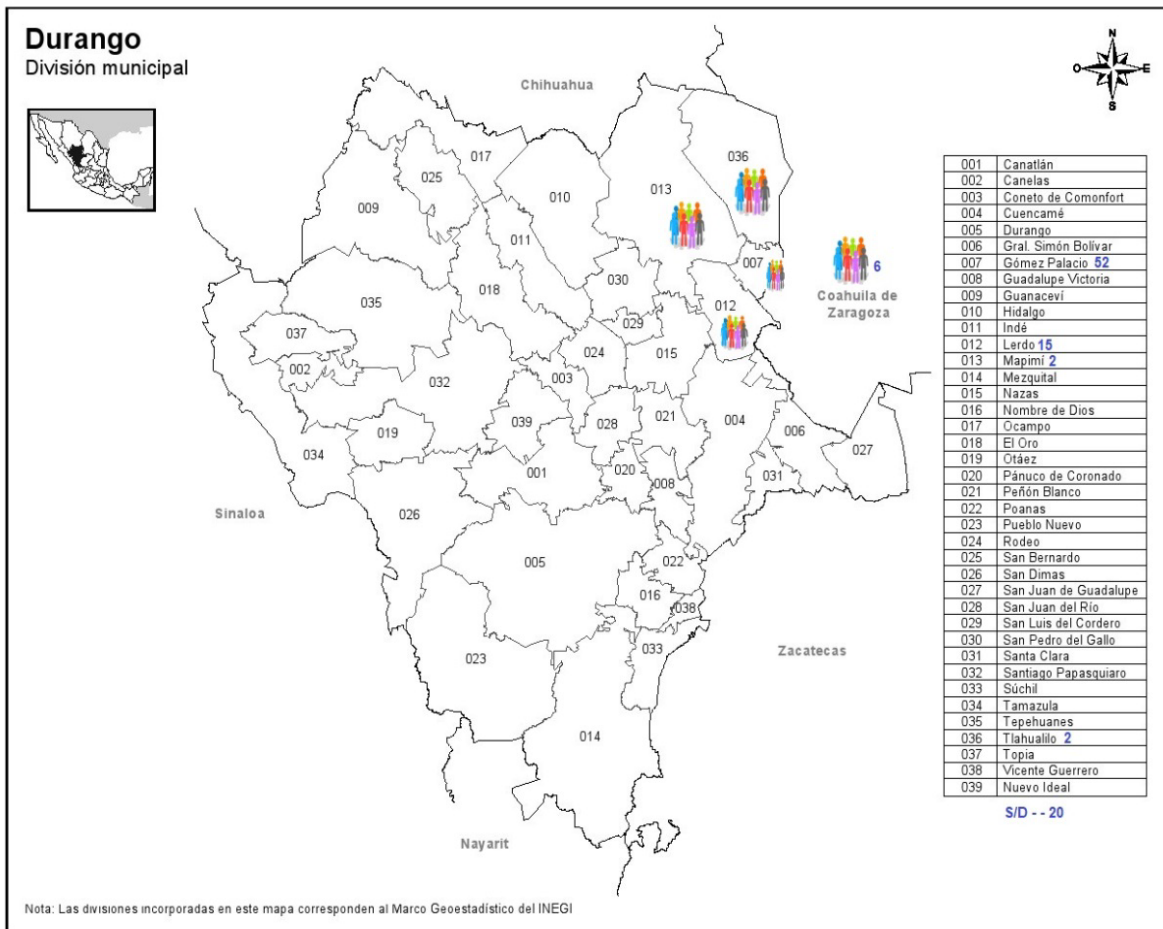 Durango
División municipal
Chihuahua
O E
S
017
036
025
013
010
009
011
007
6
030
Coahuila de
Zaragoza
018
012
035
029
037
024
015
002
032
003
039
028
021
004
006
019
034
027
001
020
008
031
Sinaloa
026
005
022
016
038
033
023
Zacatecas
014
Nayarit
001 Canatlán
002 Canelas
003 Coneto de Comonfort
004 Cuencamé
005 Durango
006 Gral. Simón Bolívar
007 Gómez Palacio 52
008 Guadalupe Victoria
009 Guanaceví
010 Hidalgo
011 Indé
012 Lerdo 15
013 Mapimí 2
014 Mezquital
015 Nazas
016 Nombre de Dios
017 Ocampo
018 El Oro
019 Otáez
020 Pánuco de Coronado
021 Peñón Blanco
022 Poanas
023 Pueblo Nuevo
024 Rodeo
025 San Bernardo
026 San Dimas
027 San Juan de Guadalupe
028 San Juan del Río
029 San Luis del Cordero
030 San Pedro del Gallo
031 Santa Clara
032 Santiago Papasquiaro
033 Súchil
034 Tamazula
035 Tepehuanes
036 Tlahualilo 2
037 Topia
038 Vicente Guerrero
039 Nuevo Ideal
S/D - - 20
Nota: Las divisiones incorporadas en este mapa corresponden al Marco Geoestadístico del INEGI